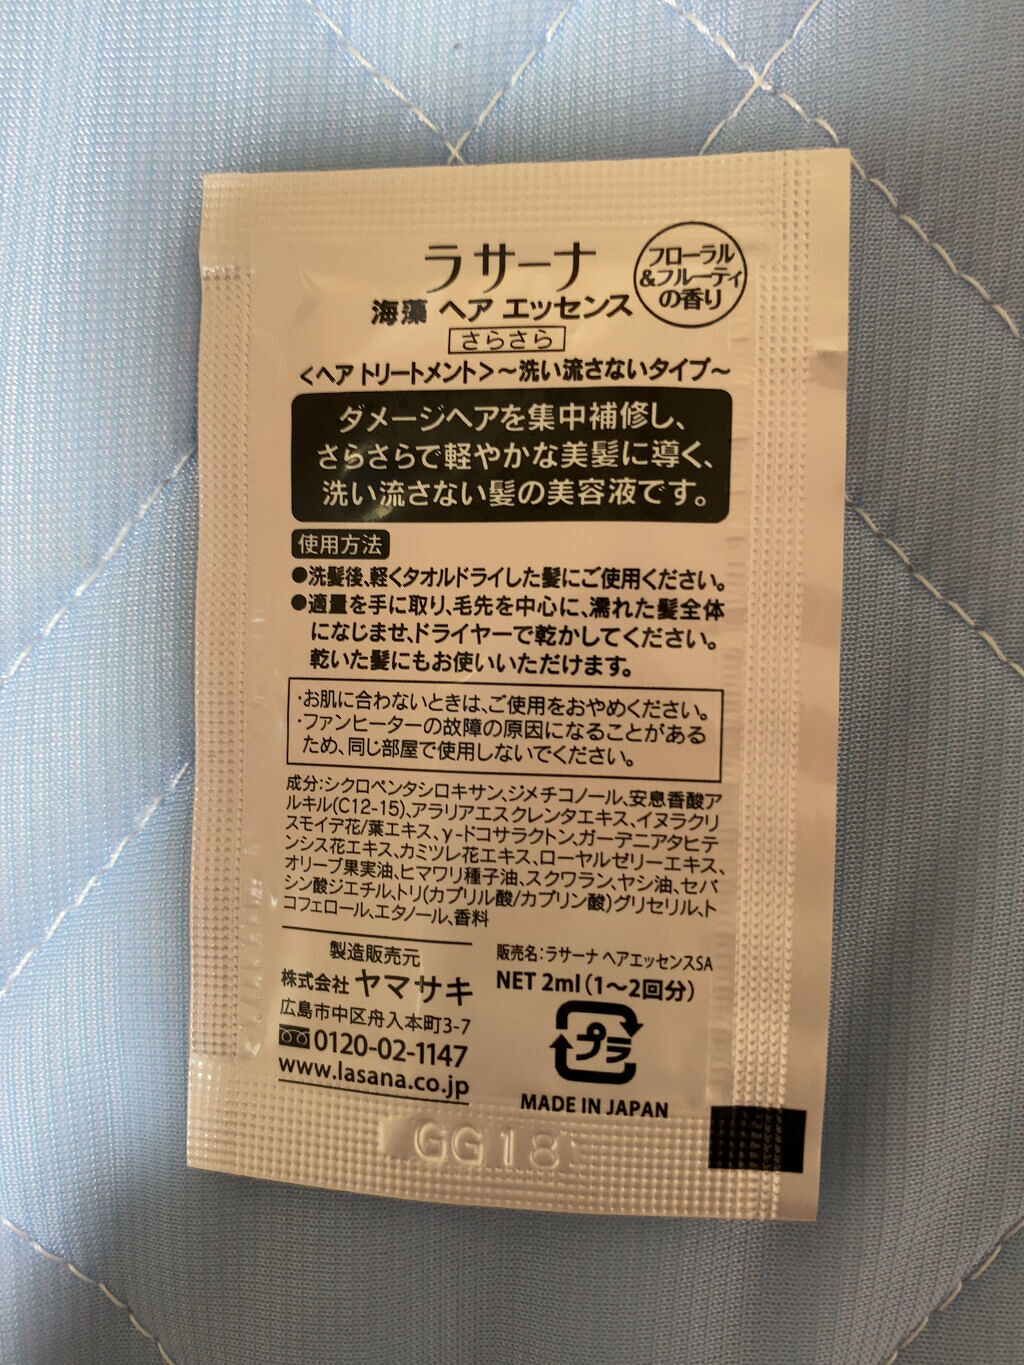 ラサーナ
海藻 ヘア エッセンス
さらさら
フローラル
&フルーティ
の香り
<ヘア トリートメント>~洗い流さないタイプ~
ダメージヘアを集中補修し、
さらさらで軽やかな美髪に導く、
洗い流さない髪の美容液です。
使用方法
●洗髪後、軽くタオルドライした髪にご使用ください。
●適量を手に取り、毛先を中心に、濡れた髪全体
になじませ、ドライヤーで乾かしてください。
乾いた髪にもお使いいただけます。
・お肌に合わないときは、ご使用をおやめください。
・ファンヒーターの故障の原因になることがある
ため、同じ部屋で使用しないでください。
成分:シクロペンタシロキサン、ジメチコノール、安息香酸ア
ルキル(C12-15)、アラリアエスクレンタエキス、イヌラクリ
スモイデ花/葉エキス、γ-ドコサラクトン、ガーデニアタヒテ
ンシス花エキス、カミツレ花エキス、ローヤルゼリーエキス、
オリーブ果実油、ヒマワリ種子油、スクワラン、ヤシ油、セバ
シン酸ジエチル、トリ(カプリル酸/カプリン酸)グリセリル、ト
コフェロール、エタノール、香料
製造販売元
株式会社 ヤマサキ
広島市中区舟入本町3-7
0120-02-1147
www.lasana.co.jp
販売名:ラサーナ ヘアエッセンスSA
NET 2ml(1~2回分)
プラ
MADE IN JAPAN
GG18